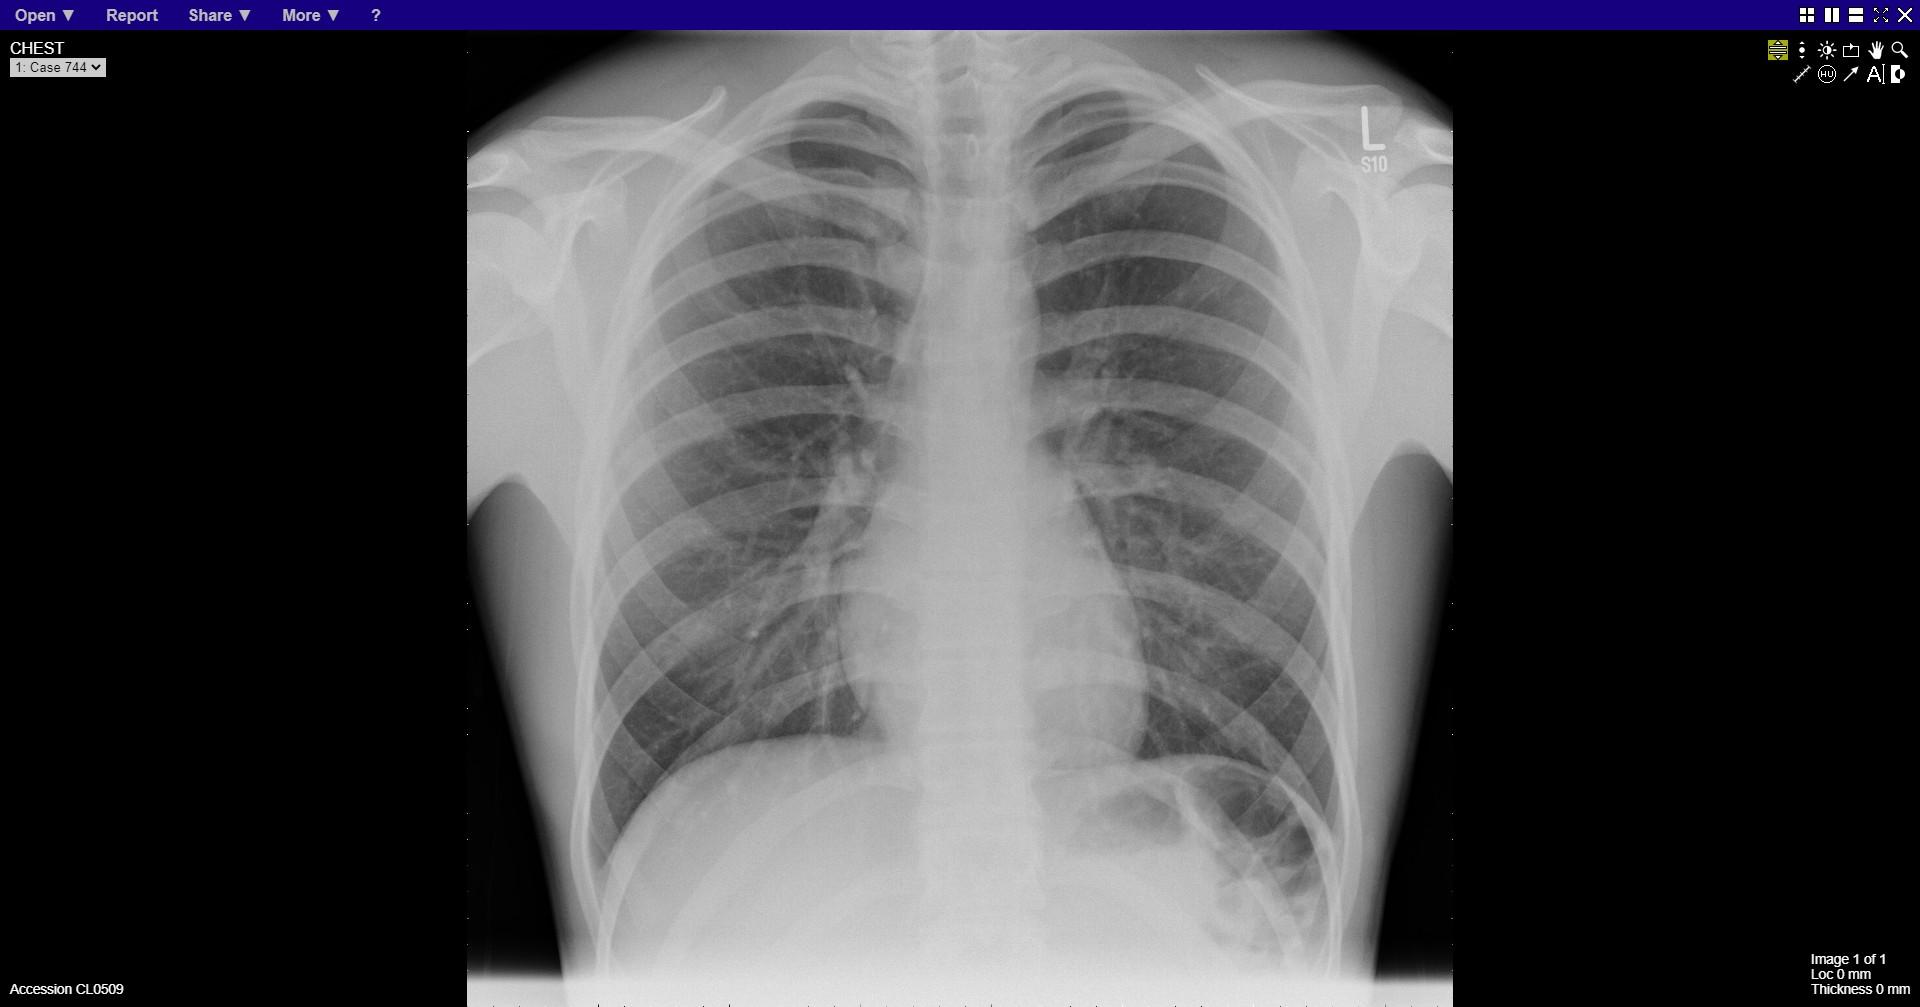 Open ▼ Report Share ▼ More ▼ ?
CHEST
1: Case 744
HU
A
L
S10
Image 1 of 1
Loc 0 mm
Thickness 0 mm
Accession CL0509